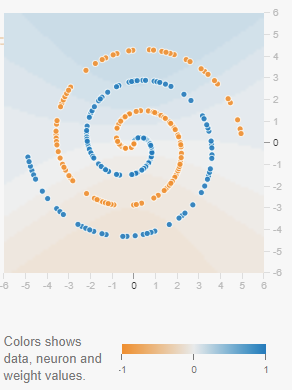 6
5
4
3
2
1
0
-1
-2
-3
-4
-5
-6
-6 -5 -4 -3 -2 -1 0 1 2 3 4 5 6
Colors shows
data, neuron and
weight values.
-1 0 1